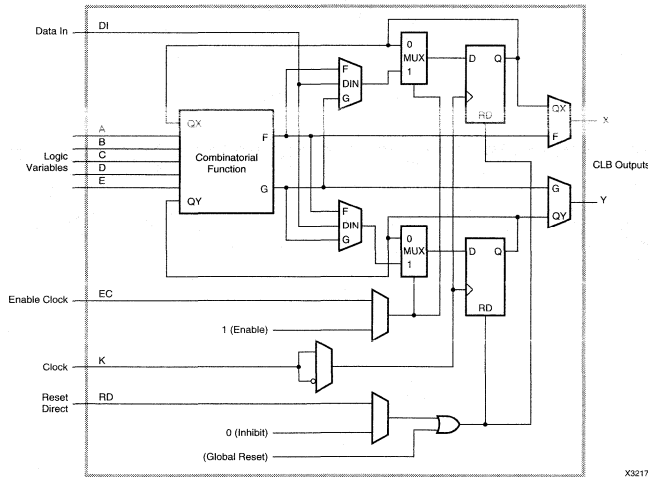 Data In
DI
0
MUX
1
D Q
RD
F
DIN
G
QX
F
X
QX
A
B
Logic
Variables
C
D
E
Combinatorial
Function
F
G
QY
CLB Outputs
G
QY
Y
F
DIN
G
0
MUX
1
D Q
RD
Enable Clock
EC
1 (Enable)
Clock
K
Reset
Direct
RD
0 (Inhibit)
(Global Reset)
X3217